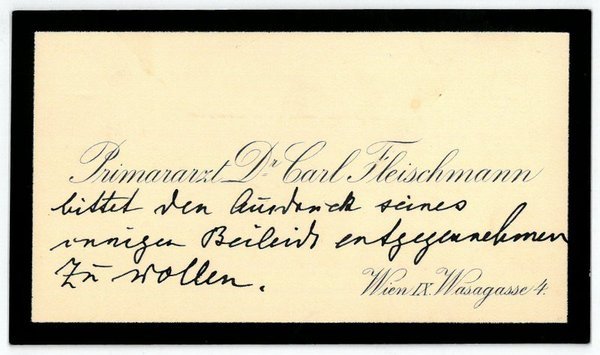 Primararzt Dr Carl Fleischmann
bittet den Ausdruck seines
innigen Beileids entgegennehmen
zu wollen.
Wien IX. Wasagasse 4.